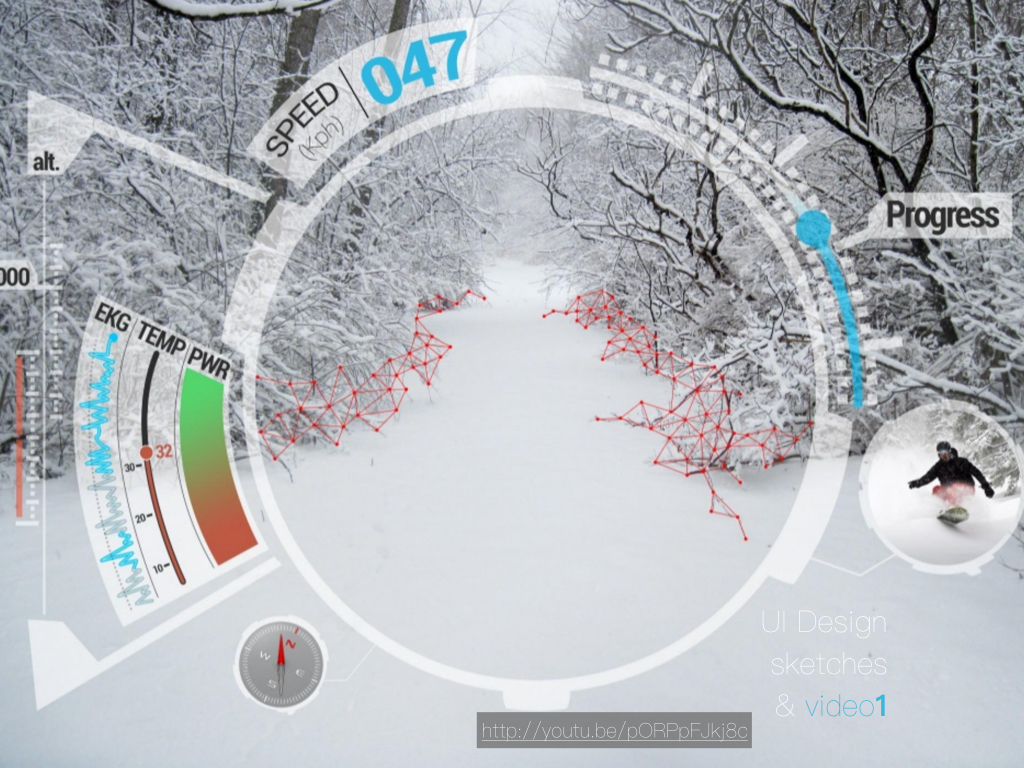 SPEED
(Kph)
047
alt.
Progress
000
EKG
TEMP
PWR
32
30
20
10
N
W
E
S
UI Design
sketches
& video1
http://youtu.be/pORPpFJkj8c